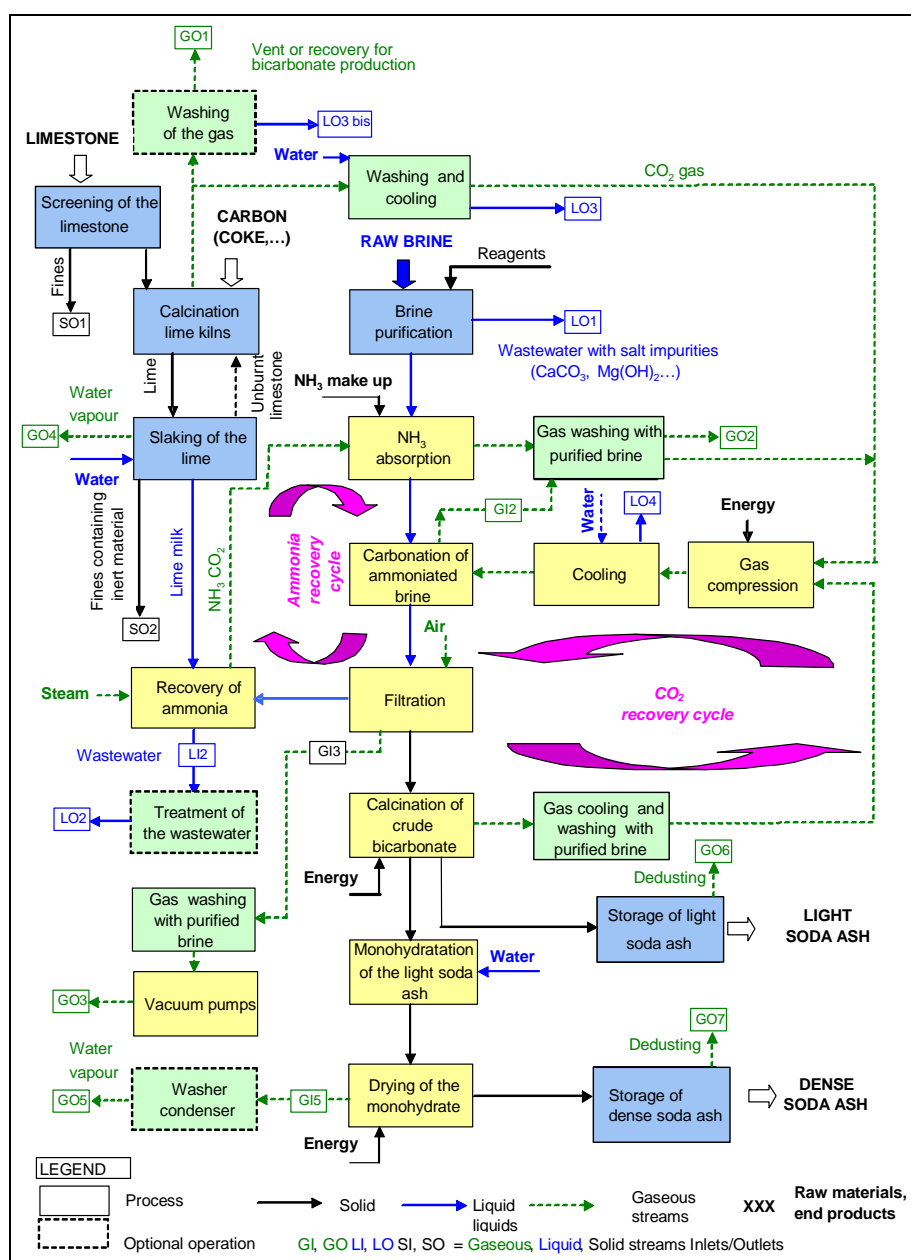 GO1
Vent or recovery for
bicarbonate production
Washing
of the gas
LO3 bis
LIMESTONE
Water
Washing and
cooling
CO2 gas
LO3
Screening of the
limestone
CARBON
(COKE,…)
RAW BRINE
Reagents
Fines
SO1
Calcination
lime kilns
Brine
purification
LO1
Wastewater with salt impurities
(CaCO3, Mg(OH)2…)
Lime
Unburnt
limestone
NH3 make up
Water
vapour
GO4
Slaking of the
lime
Water
NH3
absorption
Gas washing with
purified brine
GO2
Fines containing
inert material
SO2
Lime milk
NH3 CO2
Ammonia
recovery
cycle
GI2
Water
LO4
Energy
Carbonation of
ammoniated
brine
Cooling
Gas
compression
Air
Steam
Recovery of
ammonia
Filtration
CO2
recovery cycle
Wastewater
LI2
GI3
LO2
Treatment of
the wastewater
Calcination of
crude
bicarbonate
Gas cooling and
washing with
purified brine
GO6
Dedusting
Energy
Gas washing
with purified
brine
Storage of light
soda ash
LIGHT
SODA ASH
Monohydratation
of the light soda
ash
Water
GO3
Vacuum pumps
GO7
Dedusting
Water
vapour
GO5
Washer
condenser
GI5
Drying of the
monohydrate
Storage of
dense soda ash
DENSE
SODA ASH
Energy
LEGEND
Process
Solid
Liquid
liquids
Gaseous
streams
XXX
Raw materials,
end products
Optional operation
GI, GO LI, LO SI, SO = Gaseous, Liquid, Solid streams Inlets/Outlets